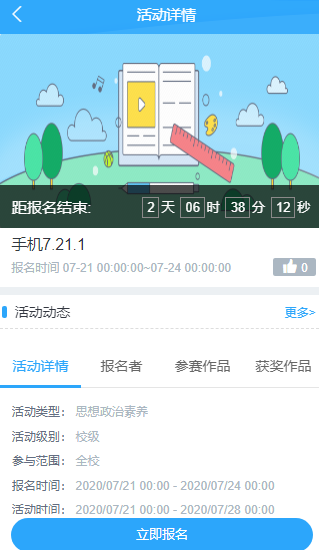 活动详情
距报名结束: 2 天 06 时 38 分 12 秒
手机7.21.1
报名时间 07-21 00:00:00~07-24 00:00:00 0
活动动态 更多>
活动详情 报名者 参赛作品 获奖作品
活动类型: 思想政治素养
活动级别: 校级
参与范围: 全校
报名时间: 2020/07/21 00:00 - 2020/07/24 00:00
活动时间: 2020/07/21 00:00 - 2020/07/28 00:00
立即报名